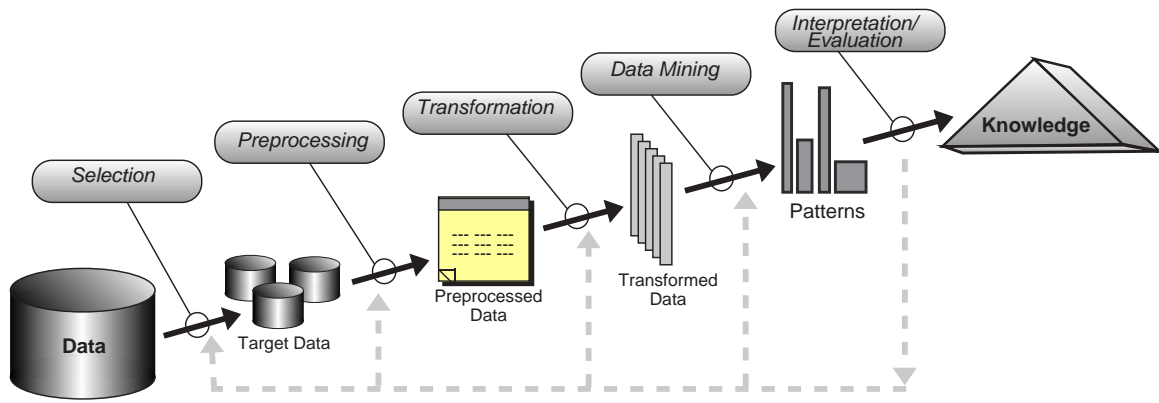 Interpretation/
Evaluation
Data Mining
Transformation
Preprocessing
Selection
Knowledge
Patterns
Transformed
Data
Preprocessed
Data
Target Data
Data